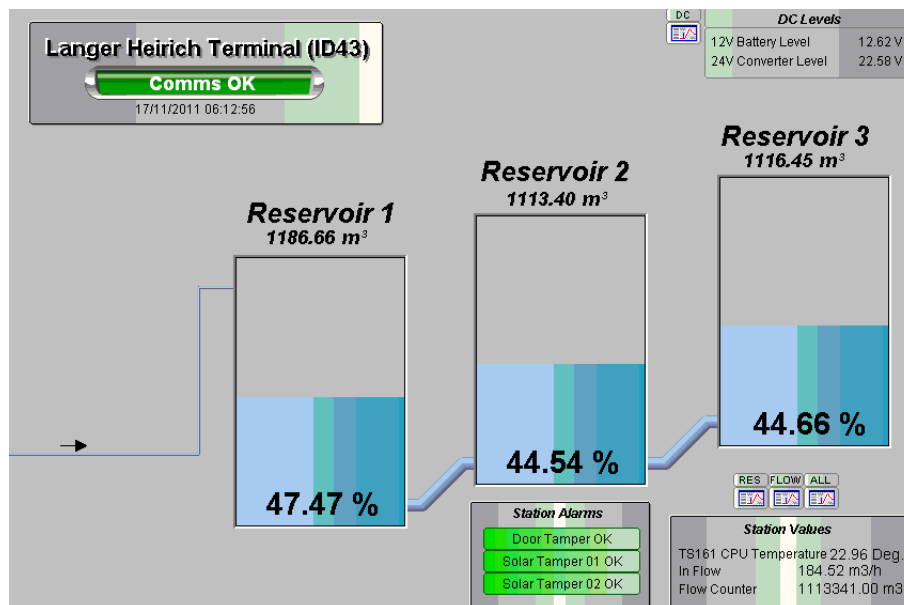 Langer Heirich Terminal (ID43)
Comms OK
17/11/2011 06:12:56
DC
DC Levels
12V Battery Level 12.62 V
24V Converter Level 22.58 V
Reservoir 1
1186.66 m³
47.47 %
Reservoir 2
1113.40 m³
44.54 %
Reservoir 3
1116.45 m³
44.66 %
RES FLOW ALL
Station Alarms
Door Tamper OK
Solar Tamper 01 OK
Solar Tamper 02 OK
Station Values
TS161 CPU Temperature 22.96 Deg.
In Flow 184.52 m3/h
Flow Counter 1113341.00 m3